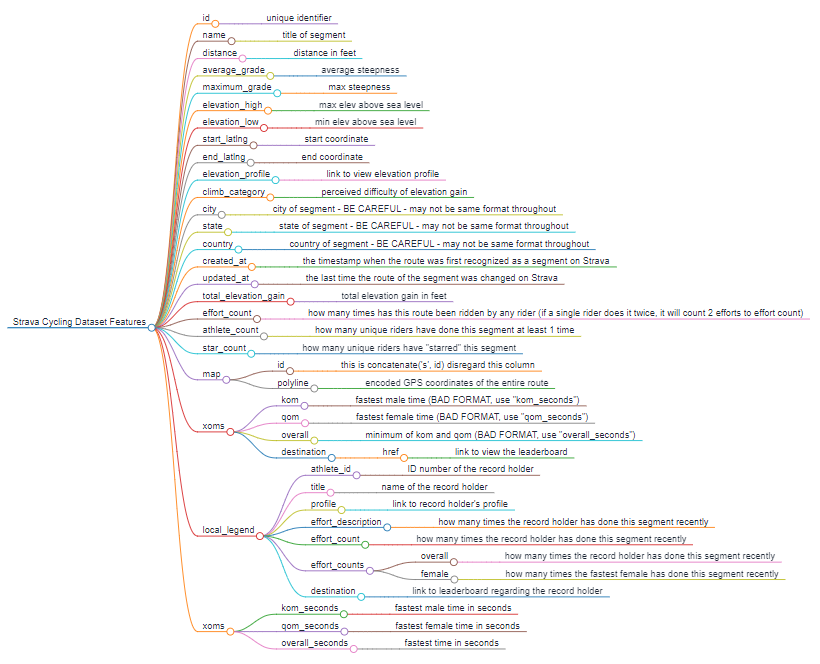 id unique identifier
name title of segment
distance distance in feet
average_grade average steepness
maximum_grade max steepness
elevation_high max elev above sea level
elevation_low min elev above sea level
start_latlng start coordinate
end_latlng end coordinate
elevation_profile link to view elevation profile
climb_category perceived difficulty of elevation gain
city city of segment - BE CAREFUL - may not be same format throughout
state state of segment - BE CAREFUL - may not be same format throughout
country country of segment - BE CAREFUL - may not be same format throughout
created_at the timestamp when the route was first recognized as a segment on Strava
updated_at the last time the route of the segment was changed on Strava
total_elevation_gain total elevation gain in feet
effort_count how many times has this route been ridden by any rider (if a single rider does it twice, it will count 2 efforts to effort count)
Strava Cycling Dataset Features
athlete_count how many unique riders have done this segment at least 1 time
star_count how many unique riders have "starred" this segment
map
id this is concatenate('s', id) disregard this column
polyline encoded GPS coordinates of the entire route
xoms
kom fastest male time (BAD FORMAT, use "kom_seconds")
qom fastest female time (BAD FORMAT, use "qom_seconds")
overall minimum of kom and qom (BAD FORMAT, use "overall_seconds")
destination href link to view the leaderboard
local_legend
athlete_id ID number of the record holder
title name of the record holder
profile link to record holder's profile
effort_description how many times the record holder has done this segment recently
effort_count how many times the record holder has done this segment recently
effort_counts
overall how many times the record holder has done this segment recently
female how many times the fastest female has done this segment recently
destination link to leaderboard regarding the record holder
xoms
kom_seconds fastest male time in seconds
qom_seconds fastest female time in seconds
overall_seconds fastest time in seconds